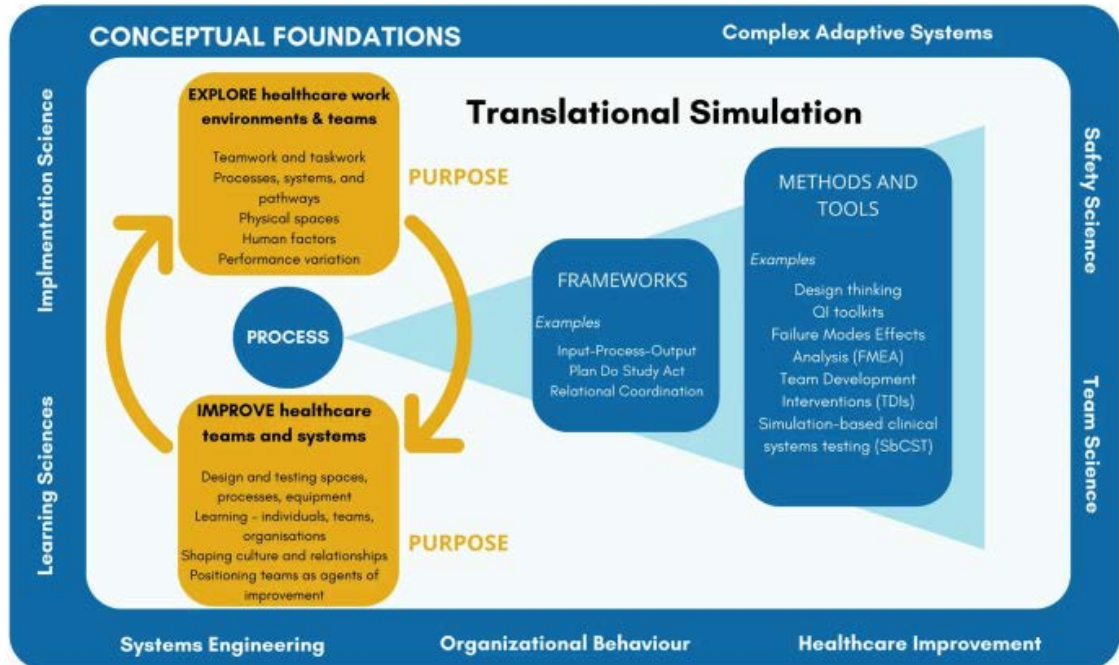 CONCEPTUAL FOUNDATIONS
Complex Adaptive Systems
Implmentation Science
Learning Sciences
EXPLORE healthcare work
environments & teams
Teamwork and taskwork
Processes, systems, and
pathways
Physical spaces
Human factors
Performance variation
PURPOSE
Translational Simulation
PROCESS
IMPROVE healthcare
teams and systems
Design and testing spaces,
processes, equipment
Learning – individuals, teams,
organisations
Shaping culture and relationships
Positioning teams as agents of
improvement
PURPOSE
FRAMEWORKS
Examples
Input-Process-Output
Plan Do Study Act
Relational Coordination
METHODS AND
TOOLS
Examples
Design thinking
QI toolkits
Failure Modes Effects
Analysis (FMEA)
Team Development
Interventions (TDIs)
Simulation-based clinical
systems testing (SbCST)
Safety Science
Team Science
Systems Engineering
Organizational Behaviour
Healthcare Improvement